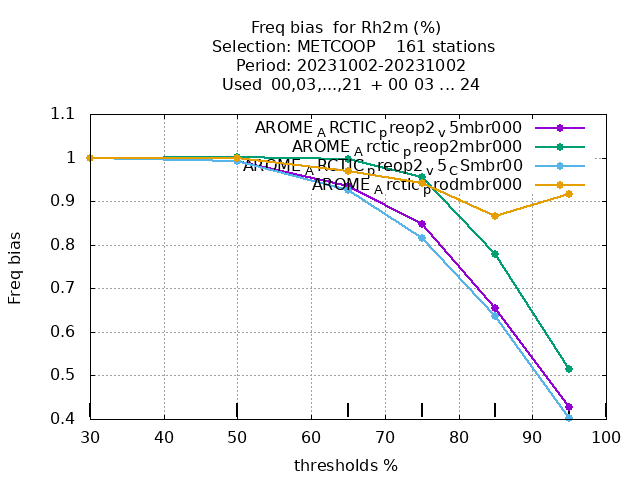 Freq bias for Rh2m (%)
Selection: METCOOP 161 stations
Period: 20231002-20231002
Used 00,03,...,21 + 00 03 ... 24
AROME_ARCTIC_preop2_v5mbr000
AROME_Arctic_preop2mbr000
AROME_ARCTIC_preop2_v5_CSmbr00
AROME_Arctic_prodmbr000
1.1
1
0.9
0.8
0.7
0.6
0.5
0.4
Freq bias
30 40 50 60 70 80 90 100
thresholds %